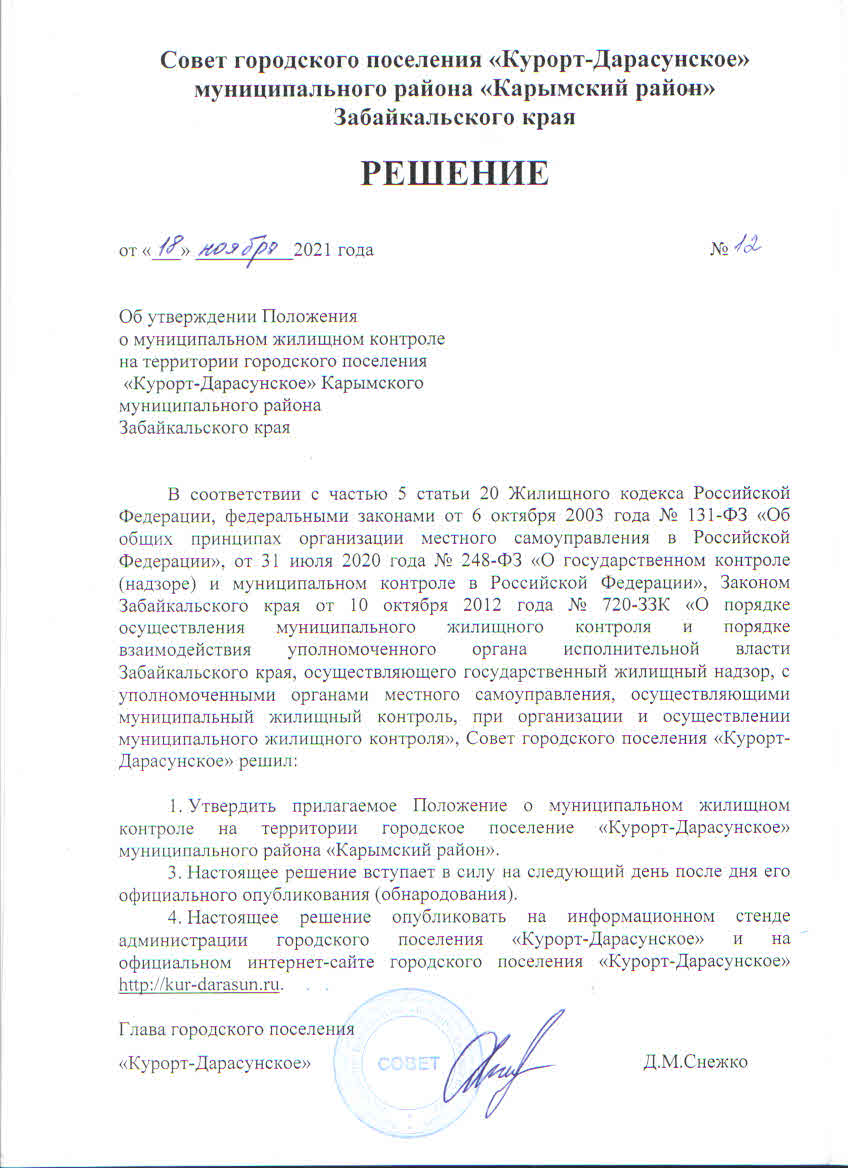 Совет городского поселения «Курорт-Дарасунское»
муниципального района «Карымский район»
Забайкальского края
РЕШЕНИЕ
от «18» ноября 2021 года № 12
Об утверждении Положения
о муниципальном жилищном контроле
на территории городского поселения
«Курорт-Дарасунское» Карымского
муниципального района
Забайкальского края
В соответствии с частью 5 статьи 20 Жилищного кодекса Российской
Федерации, федеральными законами от 6 октября 2003 года № 131-ФЗ «Об
общих принципах организации местного самоуправления в Российской
Федерации», от 31 июля 2020 года № 248-ФЗ «О государственном контроле
(надзоре) и муниципальном контроле в Российской Федерации», Законом
Забайкальского края от 10 октября 2012 года № 720-ЗЗК «О порядке
осуществления муниципального жилищного контроля и порядке
взаимодействия уполномоченного органа исполнительной власти
Забайкальского края, осуществляющего государственный жилищный надзор, с
уполномоченными органами местного самоуправления, осуществляющими
муниципальный жилищный контроль, при организации и осуществлении
муниципального жилищного контроля», Совет городского поселения «Курорт-
Дарасунское» решил:
1. Утвердить прилагаемое Положение о муниципальном жилищном
контроле на территории городское поселение «Курорт-Дарасунское»
муниципального района «Карымский район».
3. Настоящее решение вступает в силу на следующий день после дня его
официального опубликования (обнародования).
4. Настоящее решение опубликовать на информационном стенде
администрации городского поселения «Курорт-Дарасунское» и на
официальном интернет-сайте городского поселения «Курорт-Дарасунское»
http://kur-darasun.ru.
Глава городского поселения
«Курорт-Дарасунское» Д.М.Снежко
СОВЕТ